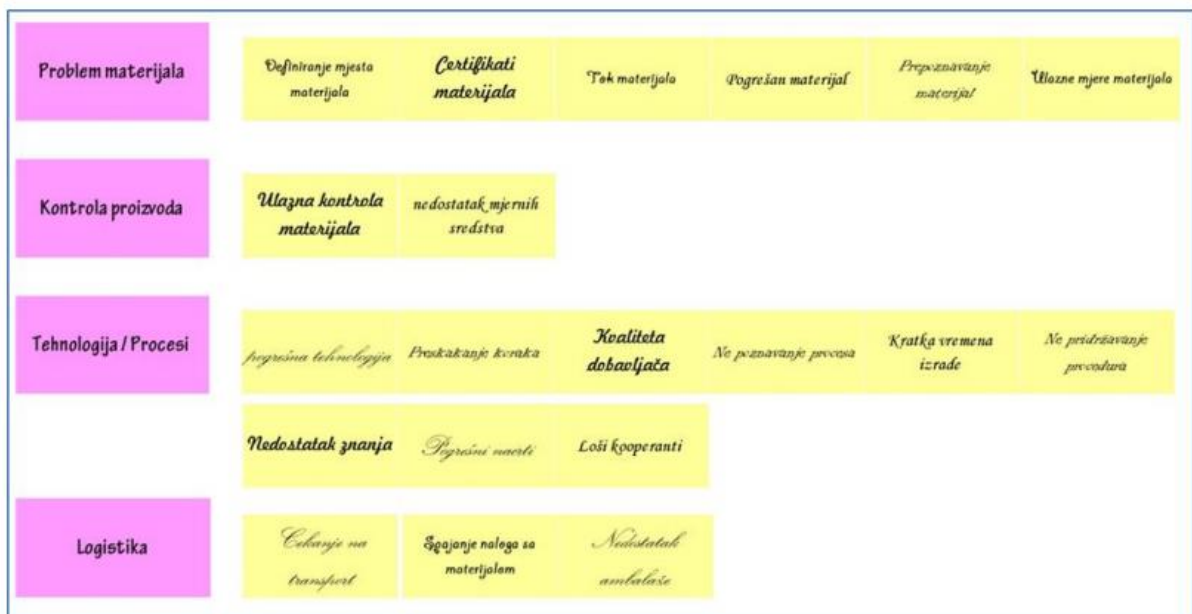 Problem materijala
Definiranje mjesta
materijala
Certifikati
materijala
Tok materijala
Pogrešan materijal
Prepoznavanje
materijal
Ulazne mjere materijala
Kontrola proizvoda
Ulazna kontrola
materijala
nedostatak mjernih
sredstva
Tehnologija / Procesi
pogrešna tehnologija
Preskakanje koraka
Kvaliteta
dobavljača
Ne poznavanje procesa
Kratka vremena
izrade
Ne pridržavanje
procedura
Nedostatak znanja
Pogrešni nacrti
Loši kooperanti
Logistika
Čekanje na
transport
Spajanje naloga sa
materijalom
Nedostatak
ambalaže